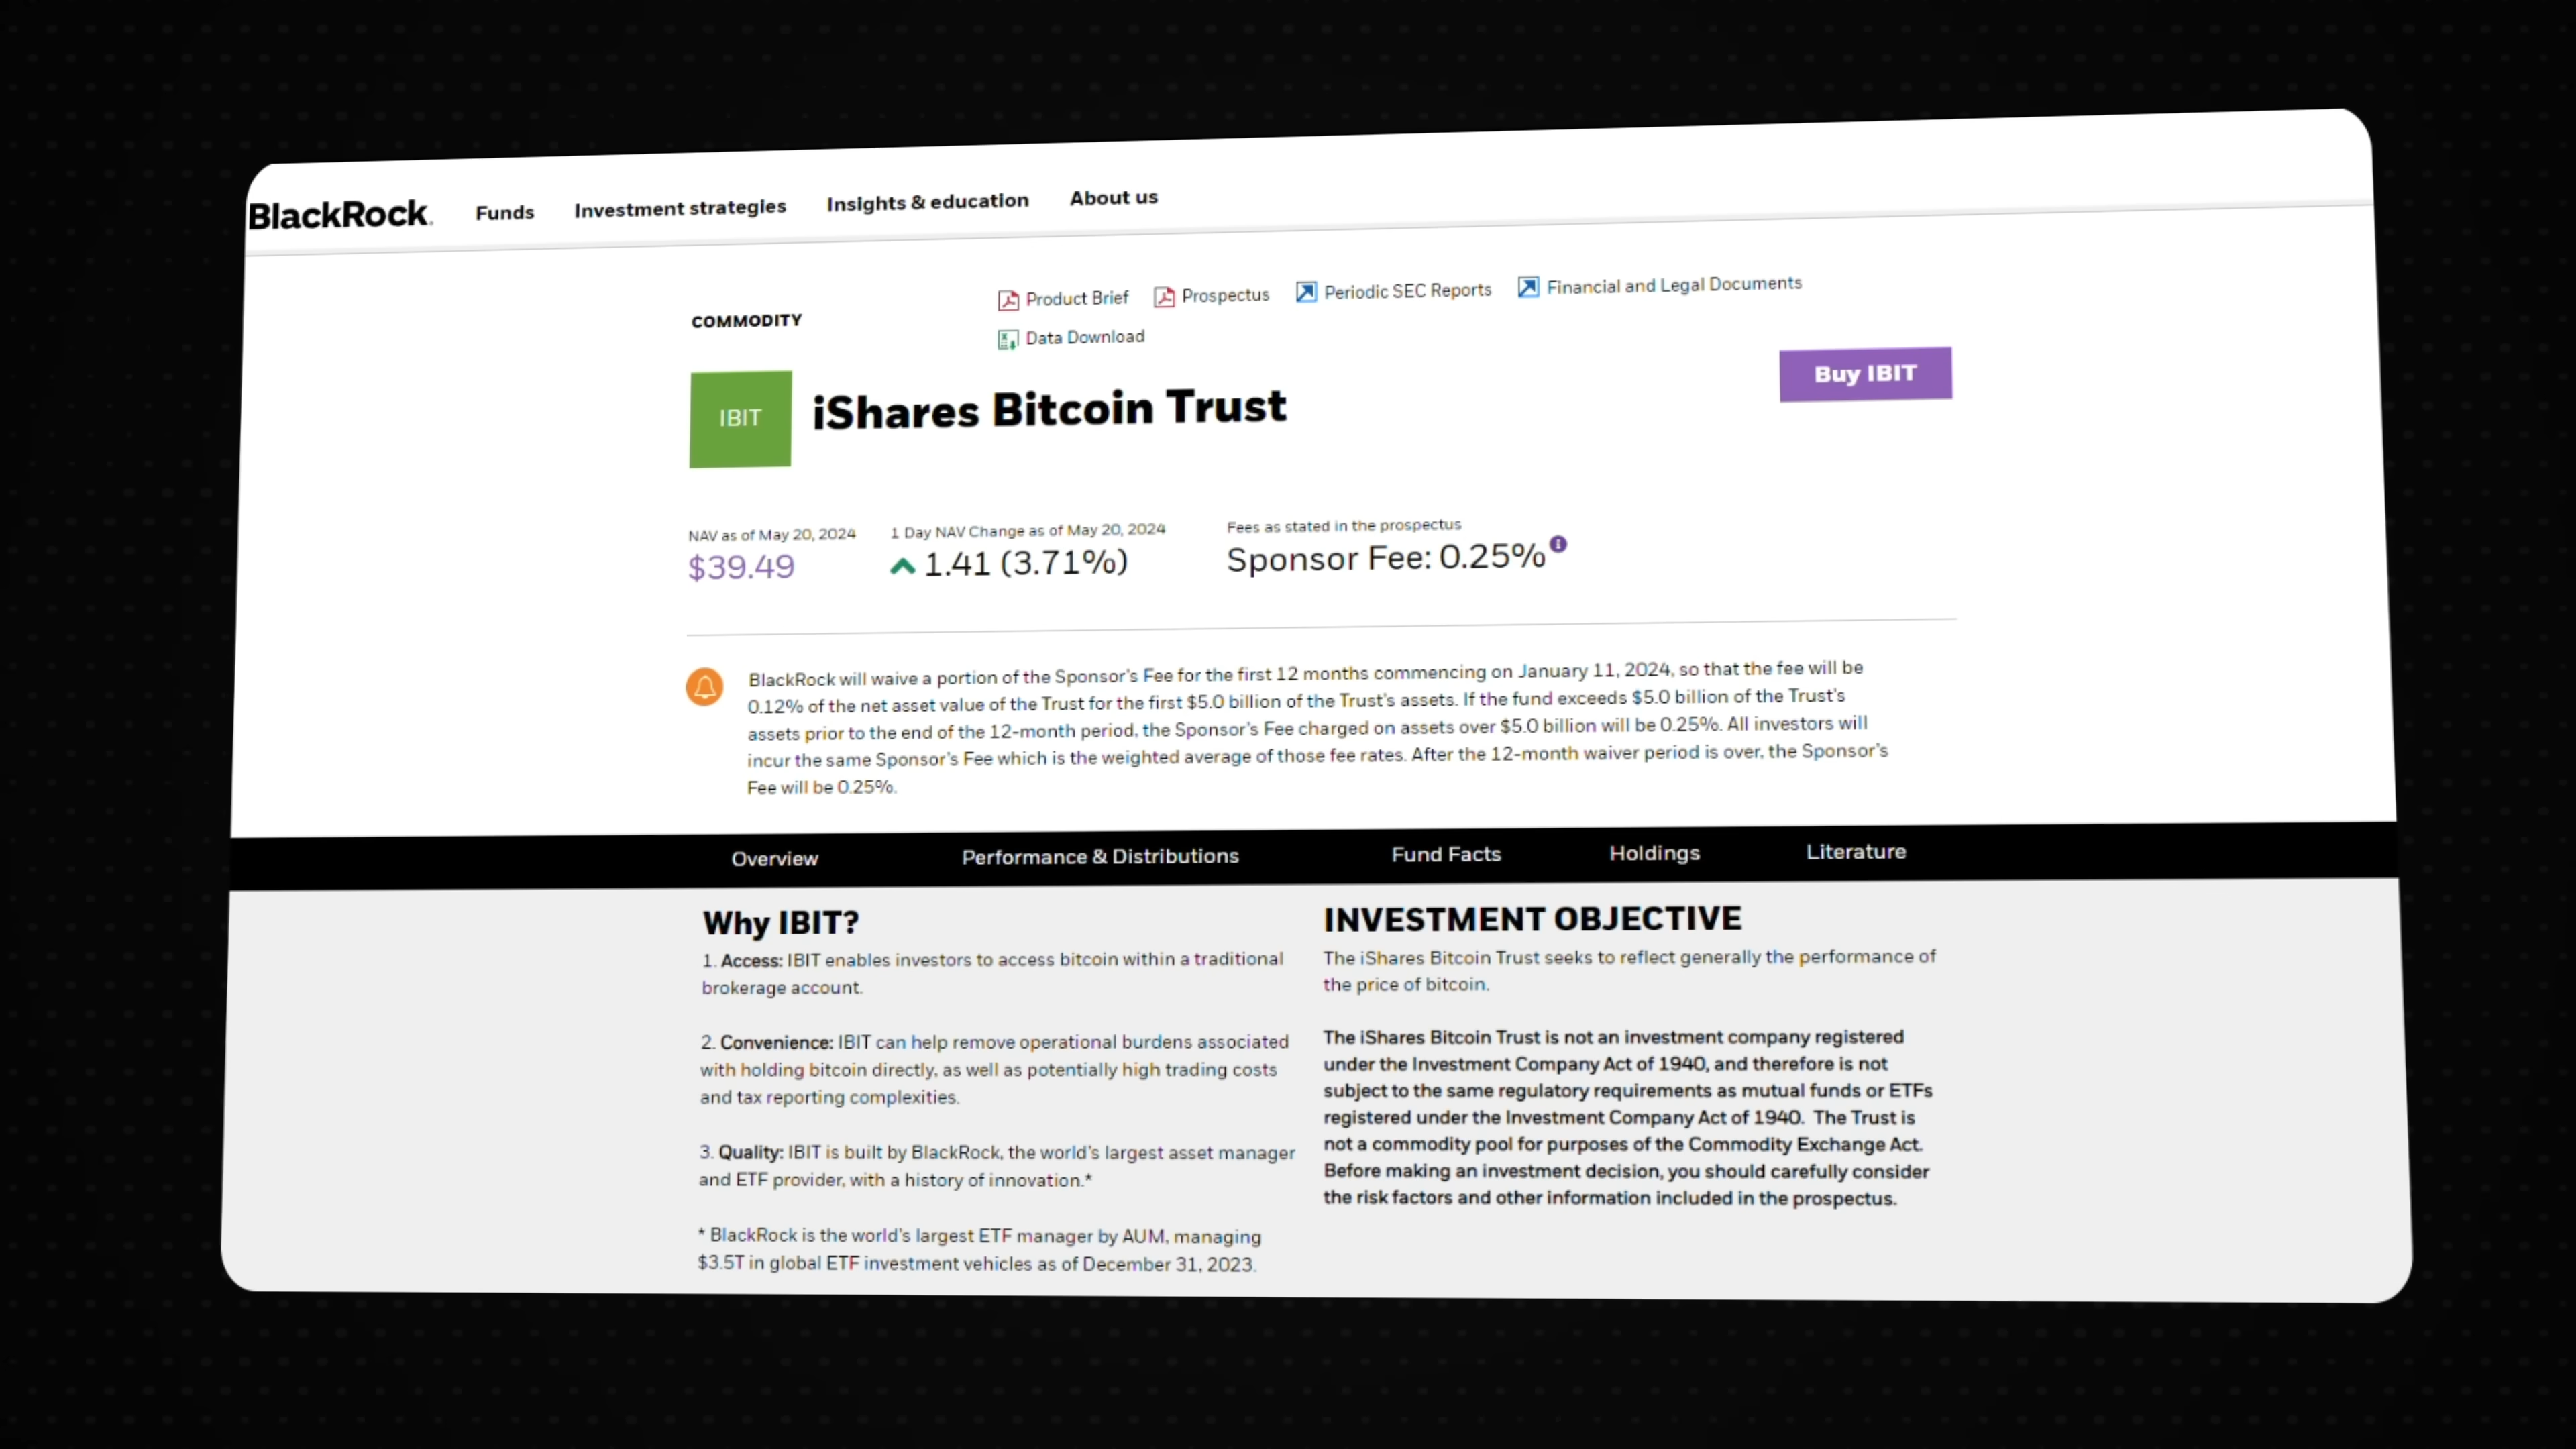 BlackRock.
Funds
Investment strategies
Insights & education
About us
COMMODITY
Product Brief
Prospectus
Periodic SEC Reports
Financial and Legal Documents
Data Download
IBIT
iShares Bitcoin Trust
Buy IBIT
NAV as of May 20, 2024
$39.49
1 Day NAV Change as of May 20, 2024
1.41 (3.71%)
Fees as stated in the prospectus
Sponsor Fee: 0.25%
BlackRock will waive a portion of the Sponsor's Fee for the first 12 months commencing on January 11, 2024, so that the fee will be
0.12% of the net asset value of the Trust for the first $5.0 billion of the Trust's assets. If the fund exceeds $5.0 billion of the Trust's
assets prior to the end of the 12-month period, the Sponsor's Fee charged on assets over $5.0 billion will be 0.25%. All investors will
incur the same Sponsor's Fee which is the weighted average of those fee rates. After the 12-month waiver period is over, the Sponsor's
Fee will be 0.25%.
Overview
Performance & Distributions
Fund Facts
Holdings
Literature
Why IBIT?
1. Access: IBIT enables investors to access bitcoin within a traditional
brokerage account.
2. Convenience: IBIT can help remove operational burdens associated
with holding bitcoin directly, as well as potentially high trading costs
and tax reporting complexities.
3. Quality: IBIT is built by BlackRock, the world's largest asset manager
and ETF provider, with a history of innovation.*
* BlackRock is the world's largest ETF manager by AUM, managing
$3.5T in global ETF investment vehicles as of December 31, 2023.
INVESTMENT OBJECTIVE
The iShares Bitcoin Trust seeks to reflect generally the performance of
the price of bitcoin.
The iShares Bitcoin Trust is not an investment company registered
under the Investment Company Act of 1940, and therefore is not
subject to the same regulatory requirements as mutual funds or ETFs
registered under the Investment Company Act of 1940. The Trust is
not a commodity pool for purposes of the Commodity Exchange Act.
Before making an investment decision, you should carefully consider
the risk factors and other information included in the prospectus.